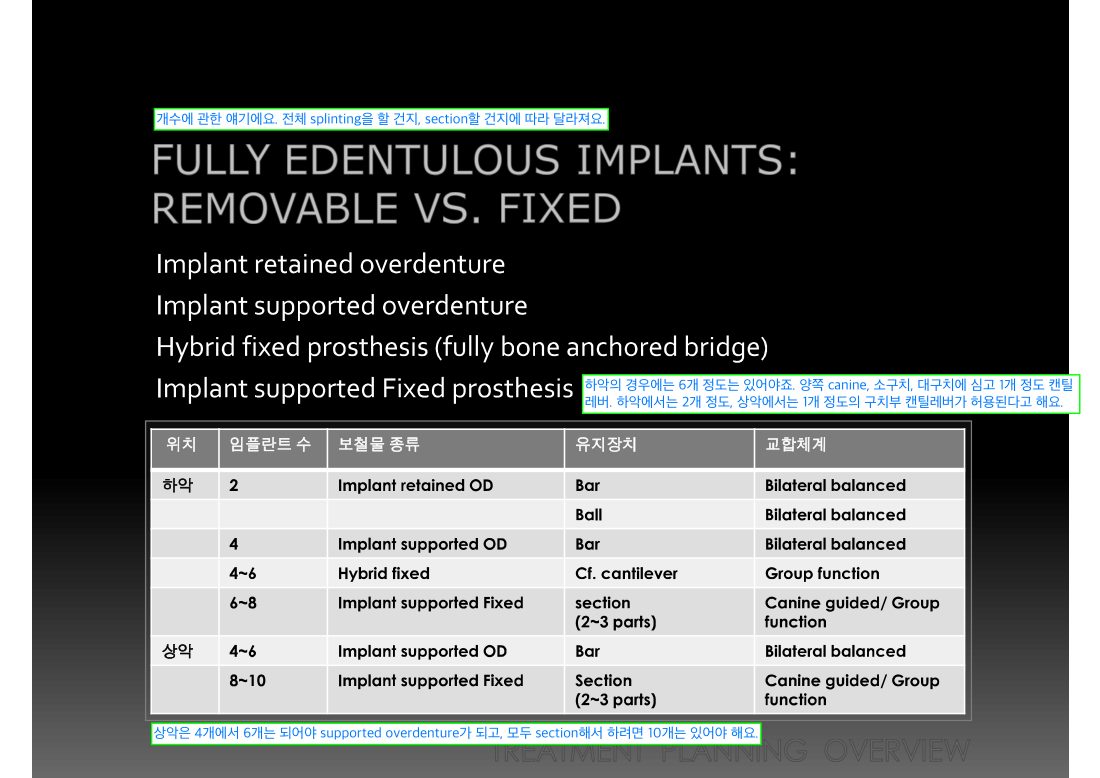 개수에 관한 얘기에요. 전체 splinting을 할 건지, section할 건지에 따라 달라져요.
FULLY EDENTULOUS IMPLANTS:
REMOVABLE VS. FIXED
Implant retained overdenture
Implant supported overdenture
Hybrid fixed prosthesis (fully bone anchored bridge)
Implant supported Fixed prosthesis
하악의 경우에는 6개 정도는 있어야죠. 양쪽 canine, 소구치, 대구치에 심고 1개 정도 캔틸
레버. 하악에서는 2개 정도, 상악에서는 1개 정도의 구치부 캔틸레버가 허용된다고 해요.
위치 임플란트 수 보철물 종류 유지장치 교합체계
하악 2 Implant retained OD Bar Bilateral balanced
Ball Bilateral balanced
4 Implant supported OD Bar Bilateral balanced
4~6 Hybrid fixed Cf. cantilever Group function
6~8 Implant supported Fixed section Canine guided/ Group
(2~3 parts) function
상악 4~6 Implant supported OD Bar Bilateral balanced
8~10 Implant supported Fixed Section Canine guided/ Group
(2~3 parts) function
상악은 4개에서 6개는 되어야 supported overdenture가 되고, 모두 section해서 하려면 10개는 있어야 해요.
TREATMENT PLANNING OVERVIEW